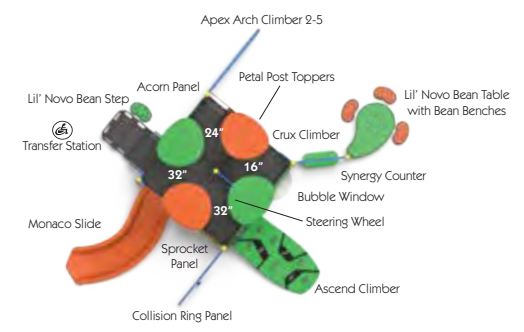 Apex Arch Climber 2-5
Petal Post Toppers
Acorn Panel
Lil' Novo Bean Step
Lil' Novo Bean Table
with Bean Benches
24"
Crux Climber
Transfer Station
16"
32"
Synergy Counter
Bubble Window
32"
Monaco Slide
Steering Wheel
Sprocket
Panel
Ascend Climber
Collision Ring Panel